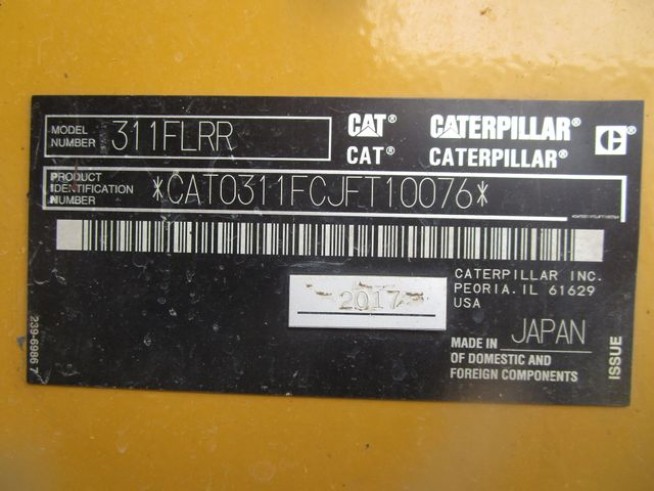 MODEL NUMBER 311FLRR
CAT® CATERPILLAR® C
CAT® CATERPILLAR®
PRODUCT IDENTIFICATION NUMBER *CAT0311FCJFT10076*
CATERPILLAR INC.
PEORIA, IL 61629
USA
2017
MADE IN JAPAN
OF DOMESTIC AND
FOREIGN COMPONENTS
ISSUE
239-6986 7